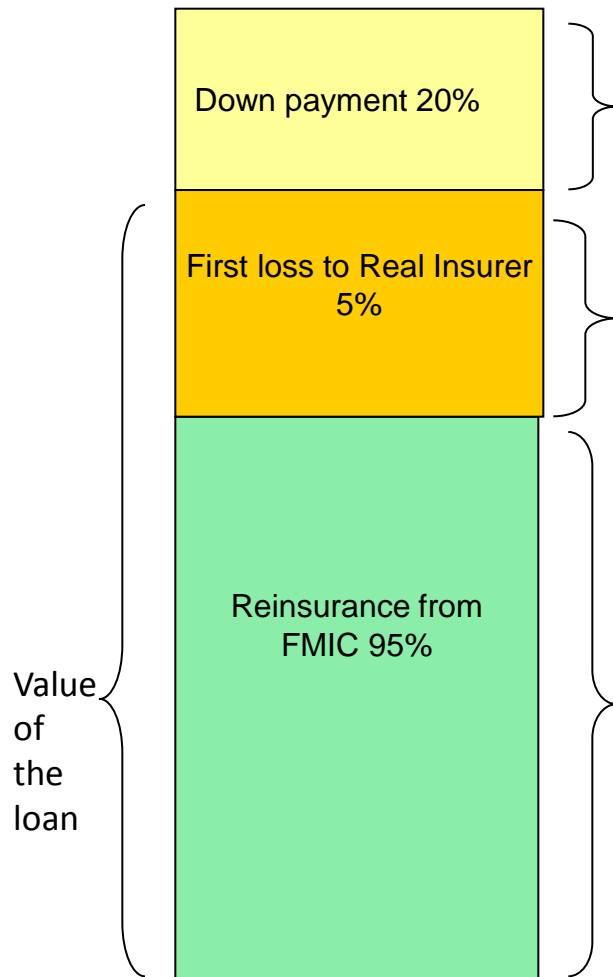 Down payment 20%
First loss to Real Insurer
5%
Reinsurance from
FMIC 95%
Value
of
the
loan